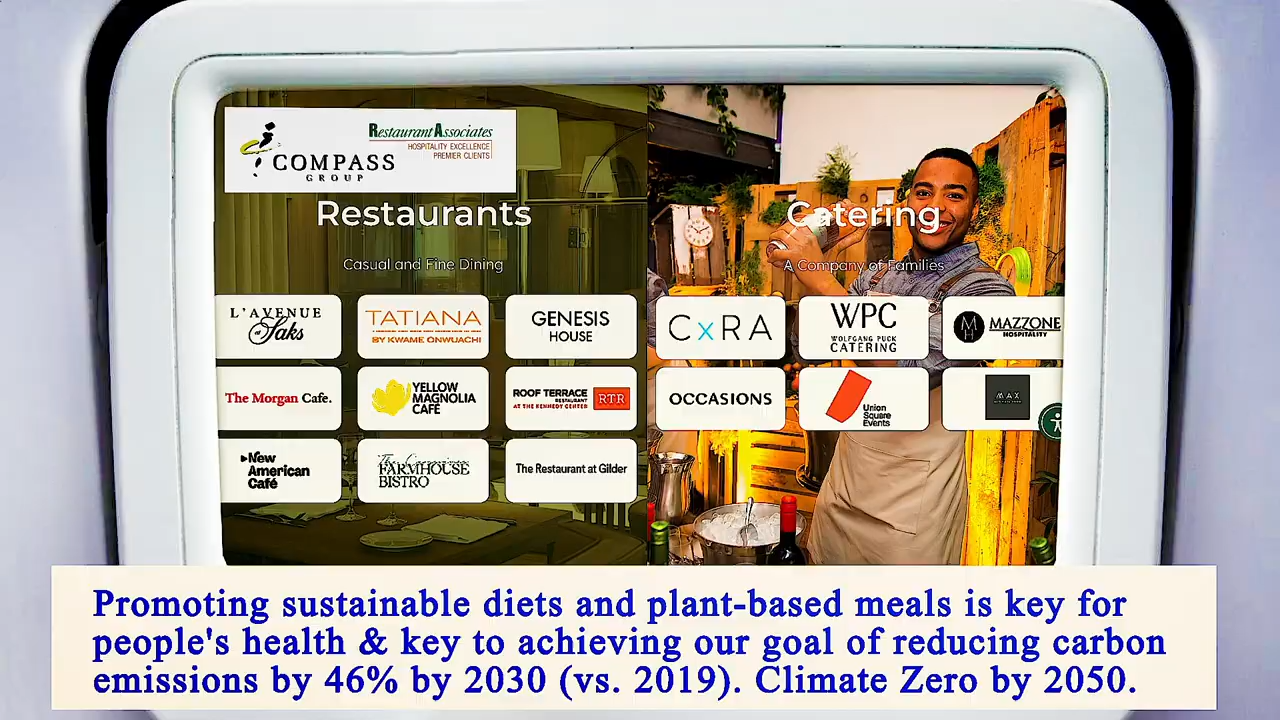 COMPASS
GROUP
Restaurant Associates
HOSPITALITY EXCELLENCE
PREMIER CLIENTS
Restaurants
Casual and Fine Dining
L'AVENUE
at Saks
TATIANA
BY KWAME ONWUACHI
GENESIS
HOUSE
The Morgan Cafe.
YELLOW
MAGNOLIA
CAFÉ
ROOF TERRACE
RESTAURANT
AT THE KENNEDY CENTER
RTR
New
American
Café
FARMHOUSE
BISTRO
The Restaurant at Gilder
Catering
A Company of Families
CxRA
WPC
WOLFGANG PUCK
CATERING
MH
MAZZONE
HOSPITALITY
OCCASIONS
Union
Square
Events
MAX
Promoting sustainable diets and plant-based meals is key for
people's health & key to achieving our goal of reducing carbon
emissions by 46% by 2030 (vs. 2019). Climate Zero by 2050.